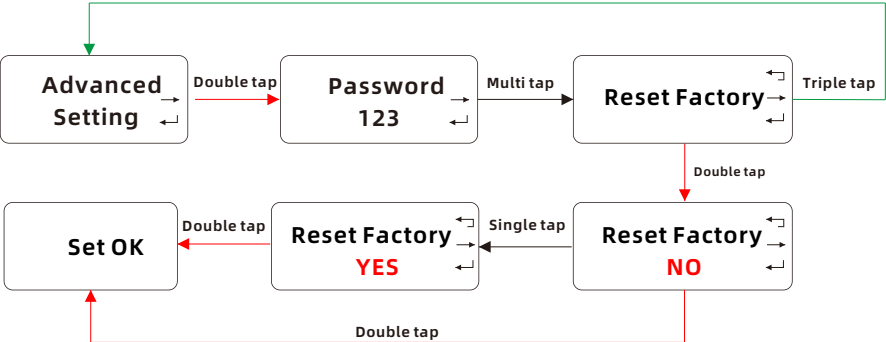 Advanced
Setting
Double tap
Password
123
Multi tap
Reset Factory
Triple tap
Double tap
Set OK
Double tap
Reset Factory
YES
Single tap
Reset Factory
NO
Double tap